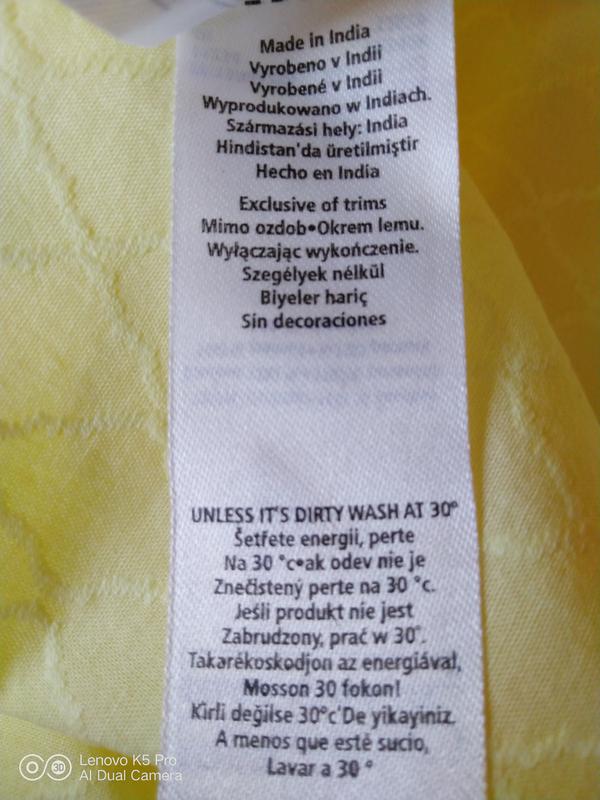 Made in India
Vyrobeno v Indii
Vyrobené v Indii
Wyprodukowano w Indiach.
Származási hely: India
Hindistan'da üretilmiştir
Hecho en India
Exclusive of trims
Mimo ozdob•Okrem lemu.
Wyłączając wykończenie.
Szegélyek nélkül
Biyeler hariç
Sin decoraciones
UNLESS IT'S DIRTY WASH AT 30°
Šetřete energii, perte
Na 30 °c•ak odev nie je
Znečistený perte na 30 °c.
Jeśli produkt nie jest
Zabrudzony, prać w 30°.
Takarékoskodjon az energiával,
Mosson 30 fokon!
Kirli değilse 30°c'De yikayiniz.
A menos que esté sucio,
Lavar a 30 °
Lenovo K5 Pro
AI Dual Camera